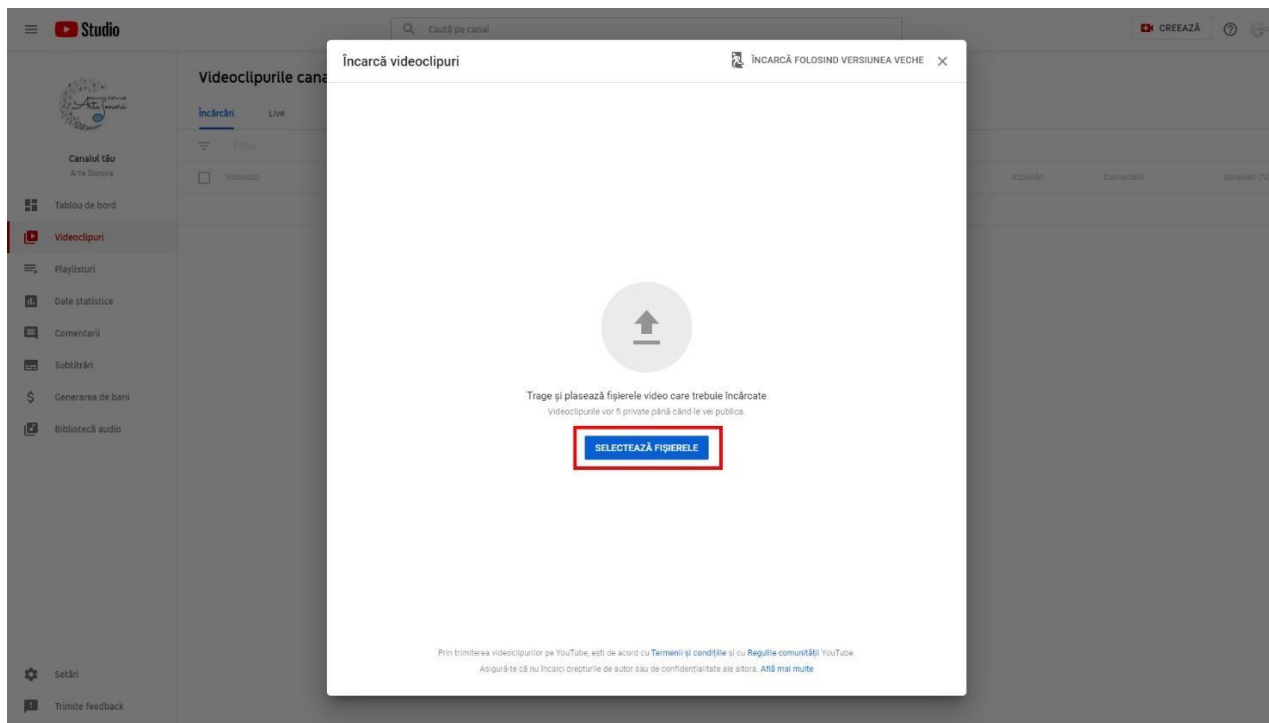 Studio
Caută pe canal
CREEAZĂ
Încarcă videoclipuri
ÎNCARCĂ FOLOSIND VERSIUNEA VECHE
Videoclipurile cana
Arta Sonoră
Încărcări Live
Filtru
Canalul tău
Arta Sonora
Videoclip
Vizionări Comentarii Aprecieri (%
Tablou de bord
Videoclipuri
Playlisturi
Date statistice
Comentarii
Subtitrări
Generarea de bani
Bibliotecă audio
Trage și plasează fișierele video care trebuie încărcate
Videoclipurile vor fi private până când le vei publica.
SELECTEAZĂ FIȘIERELE
Prin trimiterea videoclipurilor pe YouTube, ești de acord cu Termenii și condițiile și cu Regulile comunității YouTube.
Asigură-te că nu încalci drepturile de autor sau de confidențialitate ale altora. Află mai multe
Setări
Trimite feedback